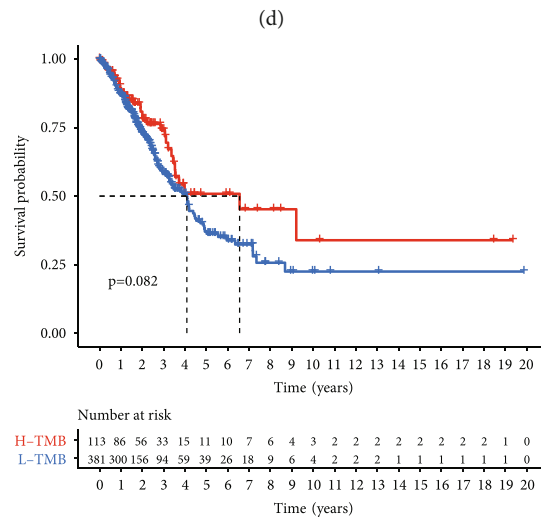 (d)
1.00
0.75
0.50
0.25
0.00
Survival probability
p=0.082
0 1 2 3 4 5 6 7 8 9 10 11 12 13 14 15 16 17 18 19 20
Time (years)
Number at risk
H–TMB 113 86 56 33 15 11 10 7 6 4 3 2 2 2 2 2 2 2 2 1 0
L–TMB 381 300 156 94 59 39 26 18 9 6 4 2 2 2 1 1 1 1 1 1 0
0 1 2 3 4 5 6 7 8 9 10 11 12 13 14 15 16 17 18 19 20
Time (years)